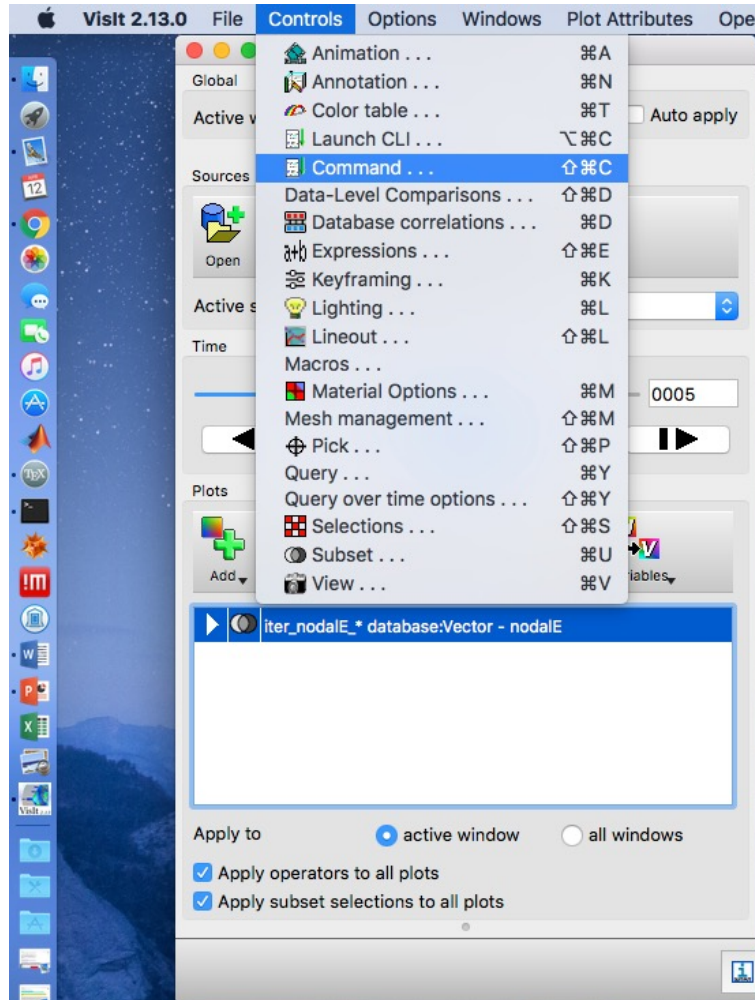 VisIt 2.13.0 File Controls Options Windows Plot Attributes Ope
Global
Active
Auto apply
Animation . . . ⌘A
Annotation . . . ⌘N
Color table . . . ⌘T
Launch CLI . . . ⌥⌘C
Command . . . ⇧⌘C
Data-Level Comparisons . . . ⇧⌘D
Database correlations . . . ⌘D
Expressions . . . ⇧⌘E
Keyframing . . . ⌘K
Lighting . . . ⌘L
Lineout . . . ⇧⌘L
Macros . . .
Material Options . . . ⌘M
Mesh management . . . ⇧⌘M
Pick . . . ⇧⌘P
Query . . . ⌘Y
Query over time options . . . ⇧⌘Y
Selections . . . ⇧⌘S
Subset . . . ⌘U
View . . . ⌘V
Sources
Open
Active s
Time
0005
Plots
Add
iables
iter_nodalE_* database:Vector - nodalE
Apply to active window all windows
Apply operators to all plots
Apply subset selections to all plots
12
TEX
W
P
X
VisIt